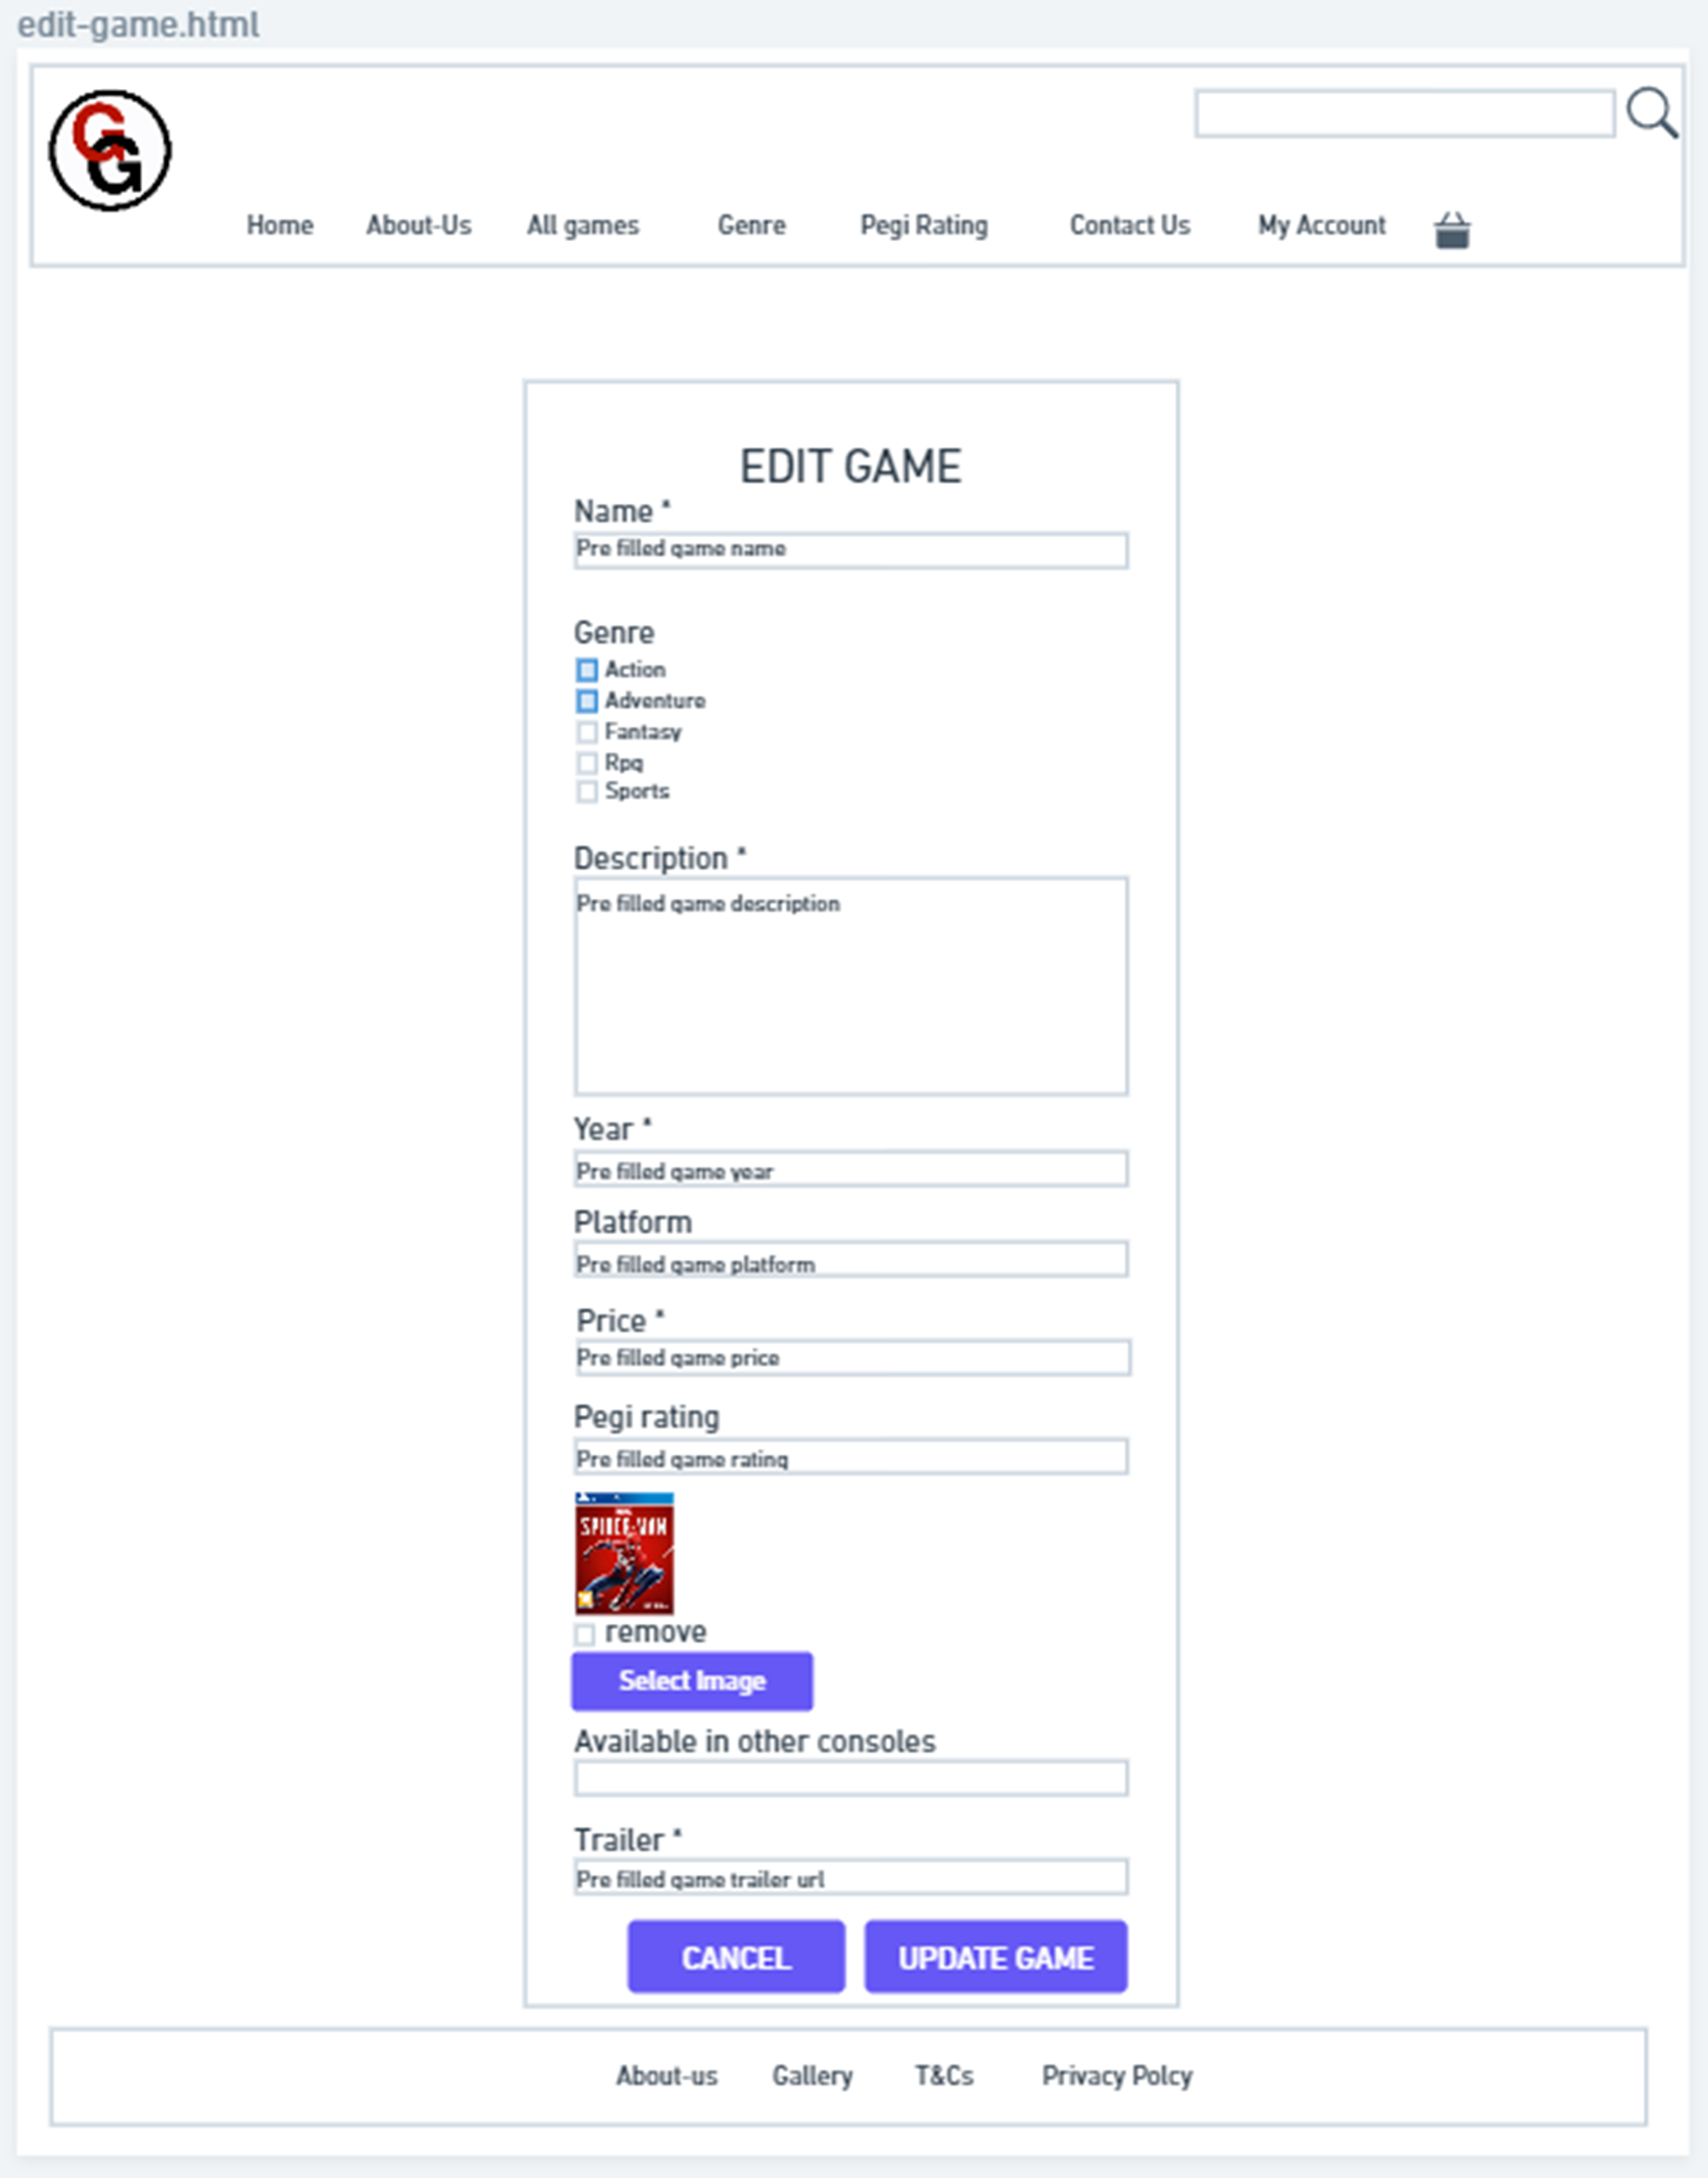 edit-game.html
GG
Home About-Us All games Genre Pegi Rating Contact Us My Account
EDIT GAME
Name *
Pre filled game name
Genre
Action
Adventure
Fantasy
Rpg
Sports
Description *
Pre filled game description
Year *
Pre filled game year
Platform
Pre filled game platform
Price *
Pre filled game price
Pegi rating
Pre filled game rating
SPIDER-MAN
remove
Select Image
Available in other consoles
Trailer *
Pre filled game trailer url
CANCEL UPDATE GAME
About-us Gallery T&Cs Privacy Polcy